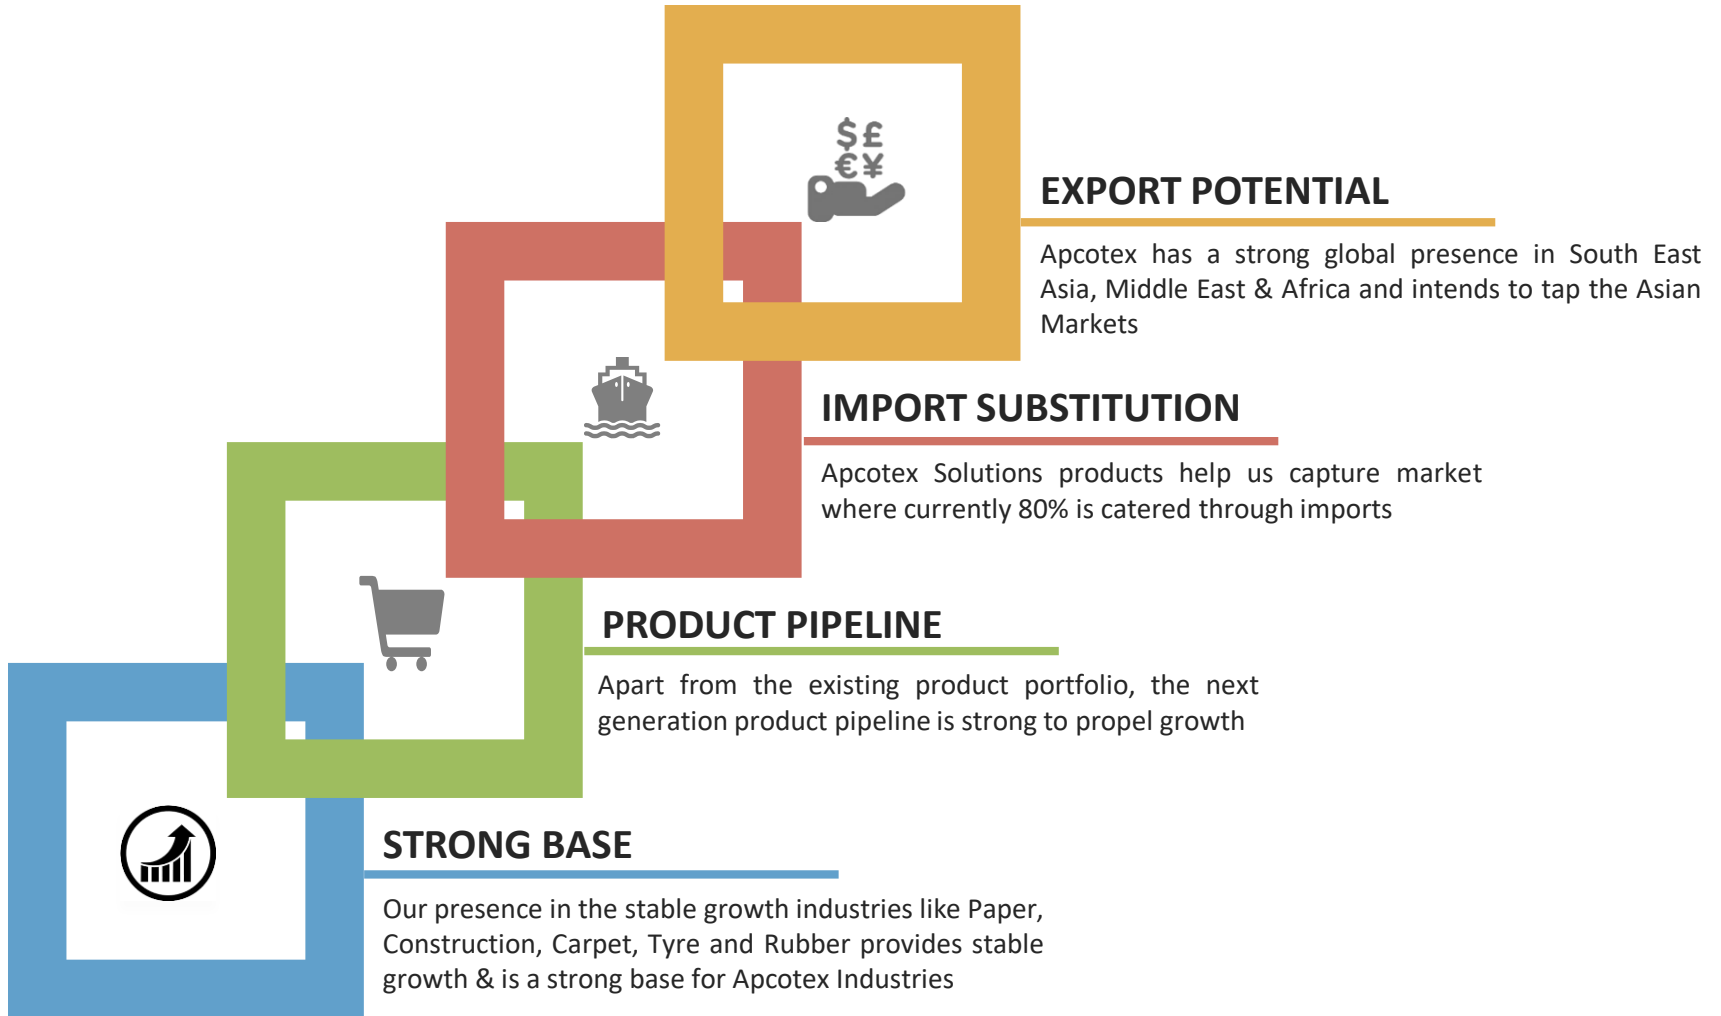 $ £
€ ¥
EXPORT POTENTIAL
Apcotex has a strong global presence in South East
Asia, Middle East & Africa and intends to tap the Asian
Markets
IMPORT SUBSTITUTION
Apcotex Solutions products help us capture market
where currently 80% is catered through imports
PRODUCT PIPELINE
Apart from the existing product portfolio, the next
generation product pipeline is strong to propel growth
STRONG BASE
Our presence in the stable growth industries like Paper,
Construction, Carpet, Tyre and Rubber provides stable
growth & is a strong base for Apcotex Industries